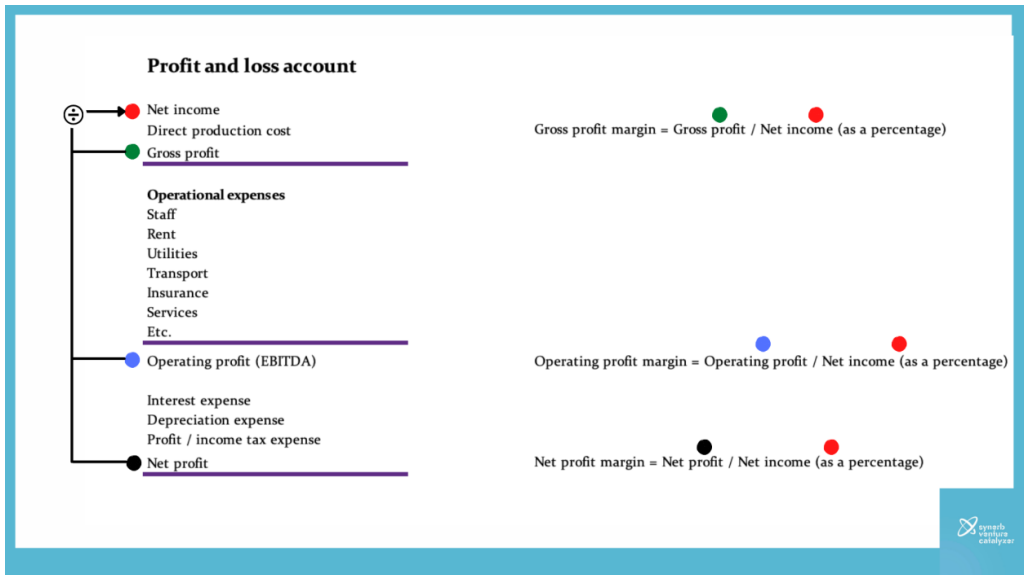 Profit and loss account
Net income
Direct production cost
Gross profit
Gross profit margin = Gross profit / Net income (as a percentage)
Operational expenses
Staff
Rent
Utilities
Transport
Insurance
Services
Etc.
Operating profit (EBITDA)
Operating profit margin = Operating profit / Net income (as a percentage)
Interest expense
Depreciation expense
Profit / income tax expense
Net profit
Net profit margin = Net profit / Net income (as a percentage)
synerb
venture
catalyzer